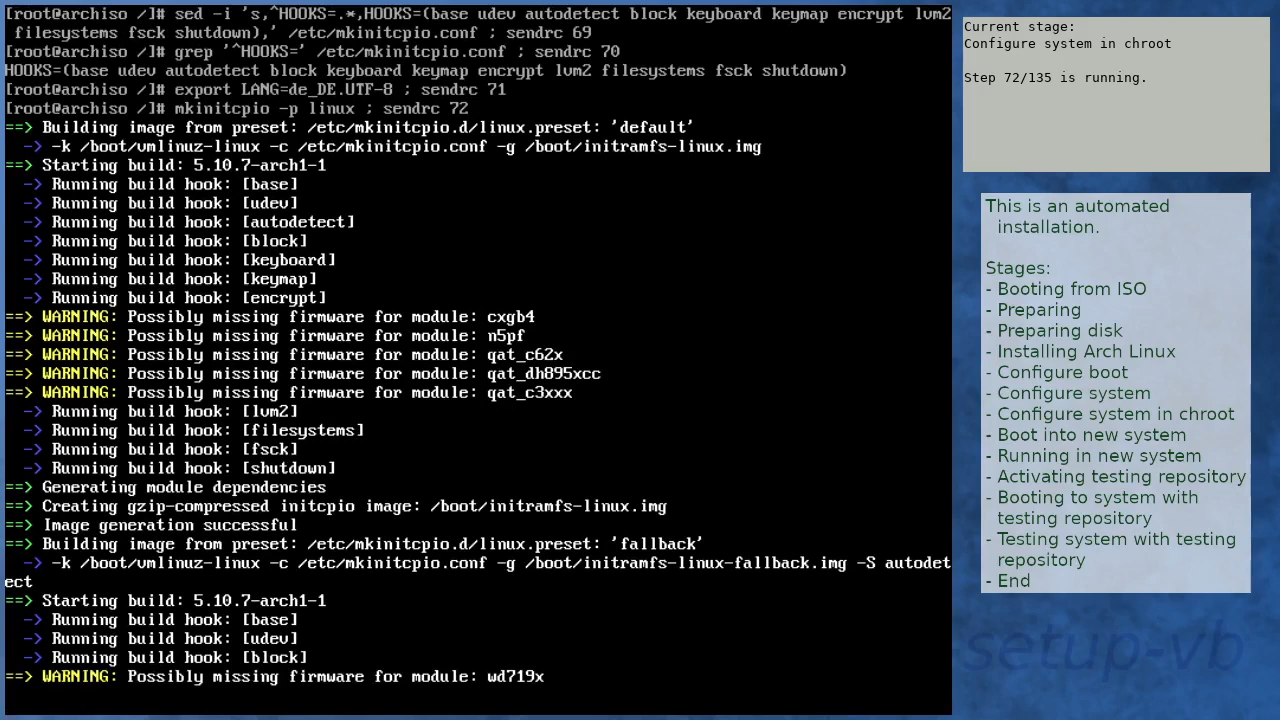 [root@archiso /]# sed -i 's,^HOOKS=.*,HOOKS=(base udev autodetect block keyboard keymap encrypt lvm2
 filesystems fsck shutdown),' /etc/mkinitcpio.conf ; sendrc 69
[root@archiso /]# grep '^HOOKS=' /etc/mkinitcpio.conf ; sendrc 70
HOOKS=(base udev autodetect block keyboard keymap encrypt lvm2 filesystems fsck shutdown)
[root@archiso /]# export LANG=de_DE.UTF-8 ; sendrc 71
[root@archiso /]# mkinitcpio -p linux ; sendrc 72
==> Building image from preset: /etc/mkinitcpio.d/linux.preset: 'default'
  -> -k /boot/vmlinuz-linux -c /etc/mkinitcpio.conf -g /boot/initramfs-linux.img
==> Starting build: 5.10.7-arch1-1
  -> Running build hook: [base]
  -> Running build hook: [udev]
  -> Running build hook: [autodetect]
  -> Running build hook: [block]
  -> Running build hook: [keyboard]
  -> Running build hook: [keymap]
  -> Running build hook: [encrypt]
==> WARNING: Possibly missing firmware for module: cxgb4
==> WARNING: Possibly missing firmware for module: n5pf
==> WARNING: Possibly missing firmware for module: qat_c62x
==> WARNING: Possibly missing firmware for module: qat_dh895xcc
==> WARNING: Possibly missing firmware for module: qat_c3xxx
  -> Running build hook: [lvm2]
  -> Running build hook: [filesystems]
  -> Running build hook: [fsck]
  -> Running build hook: [shutdown]
==> Generating module dependencies
==> Creating gzip-compressed initcpio image: /boot/initramfs-linux.img
==> Image generation successful
==> Building image from preset: /etc/mkinitcpio.d/linux.preset: 'fallback'
  -> -k /boot/vmlinuz-linux -c /etc/mkinitcpio.conf -g /boot/initramfs-linux-fallback.img -S autodet
ect
==> Starting build: 5.10.7-arch1-1
  -> Running build hook: [base]
  -> Running build hook: [udev]
  -> Running build hook: [block]
==> WARNING: Possibly missing firmware for module: wd719x
Current stage:
Configure system in chroot
Step 72/135 is running.
This is an automated
installation.
Stages:
- Booting from ISO
- Preparing
- Preparing disk
- Installing Arch Linux
- Configure boot
- Configure system
- Configure system in chroot
- Boot into new system
- Running in new system
- Activating testing repository
- Booting to system with
testing repository
- Testing system with testing
repository
- End
setup-vb